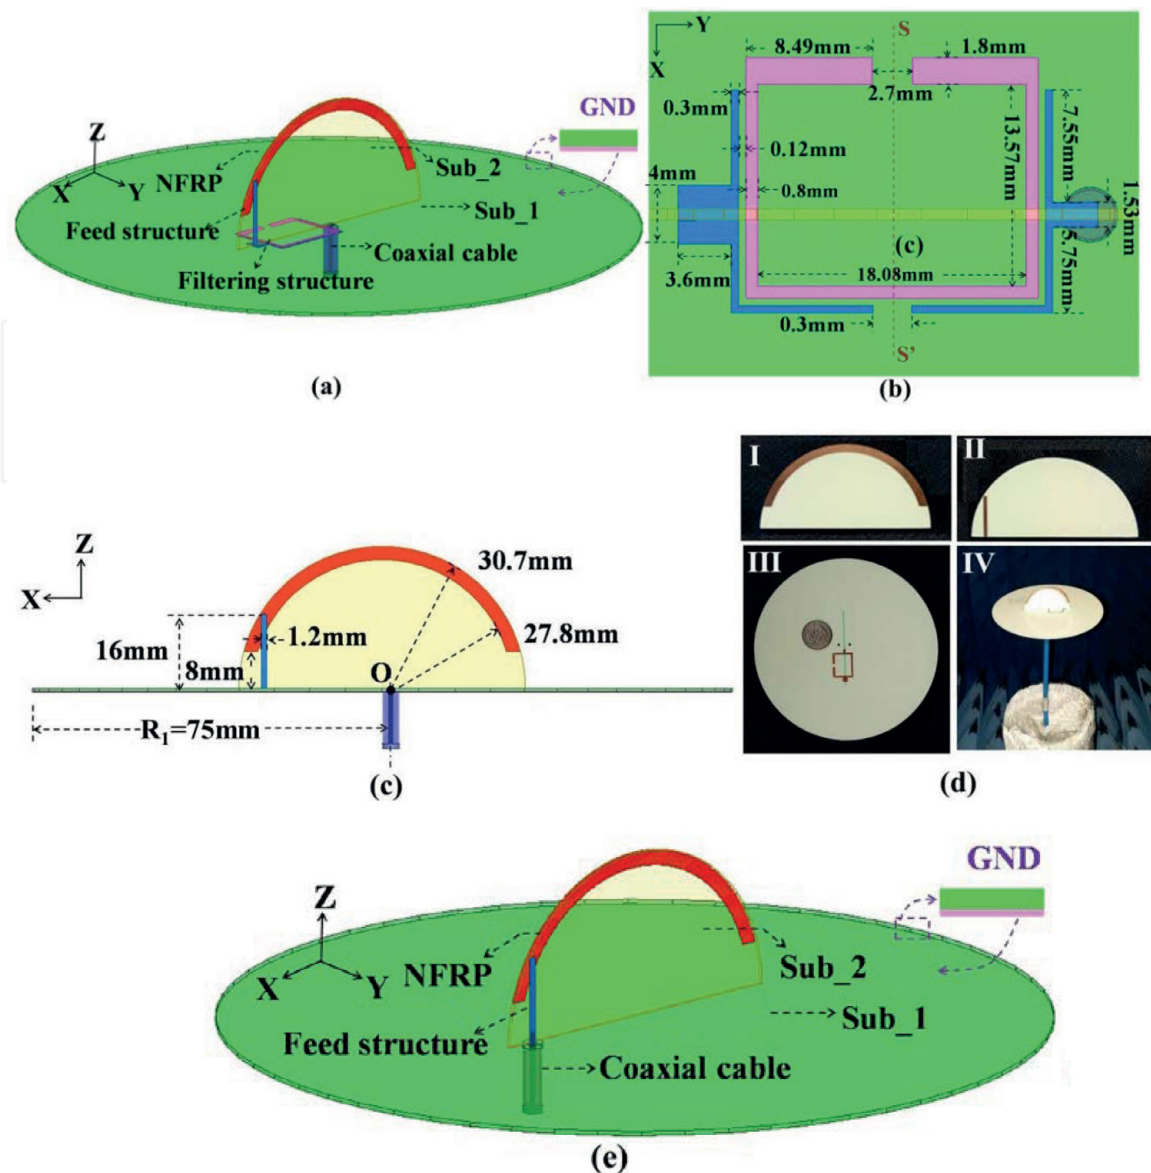 Z
X
Y
NFRP
Feed structure
Filtering structure
Sub_2
Sub_1
Coaxial cable
GND
(a)
Y
X
S
8.49mm
1.8mm
2.7mm
0.3mm
7.55mm
13.57mm
0.12mm
4mm
0.8mm
1.53mm
(c)
5.75mm
3.6mm
18.08mm
0.3mm
S'
(b)
Z
X
30.7mm
16mm
1.2mm
27.8mm
8mm
O
R1=75mm
(c)
I
II
III
IV
(d)
Z
X
Y
NFRP
Feed structure
Sub_2
Sub_1
Coaxial cable
GND
(e)